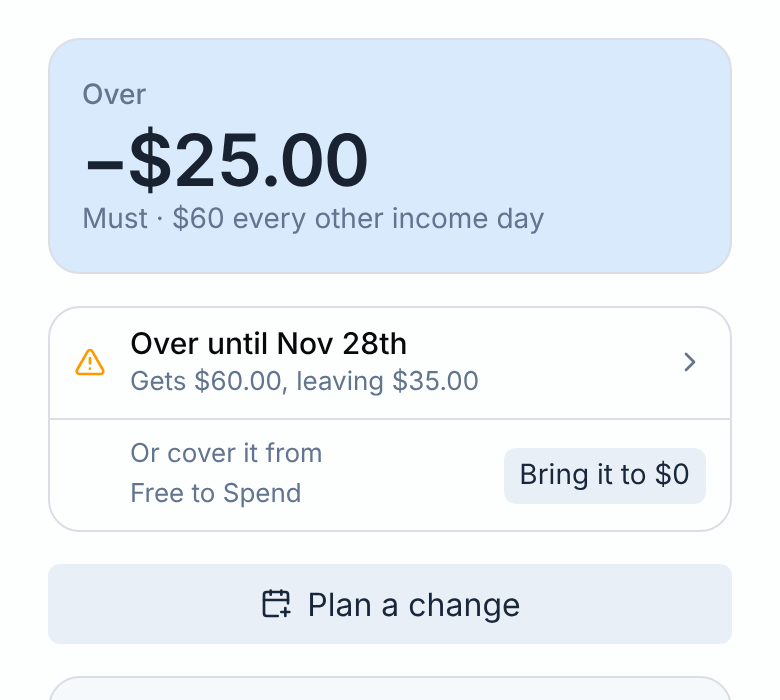 Over
–$25.00
Must · $60 every other income day
Over until Nov 28th
Gets $60.00, leaving $35.00
Or cover it from
Free to Spend
Bring it to $0
Plan a change